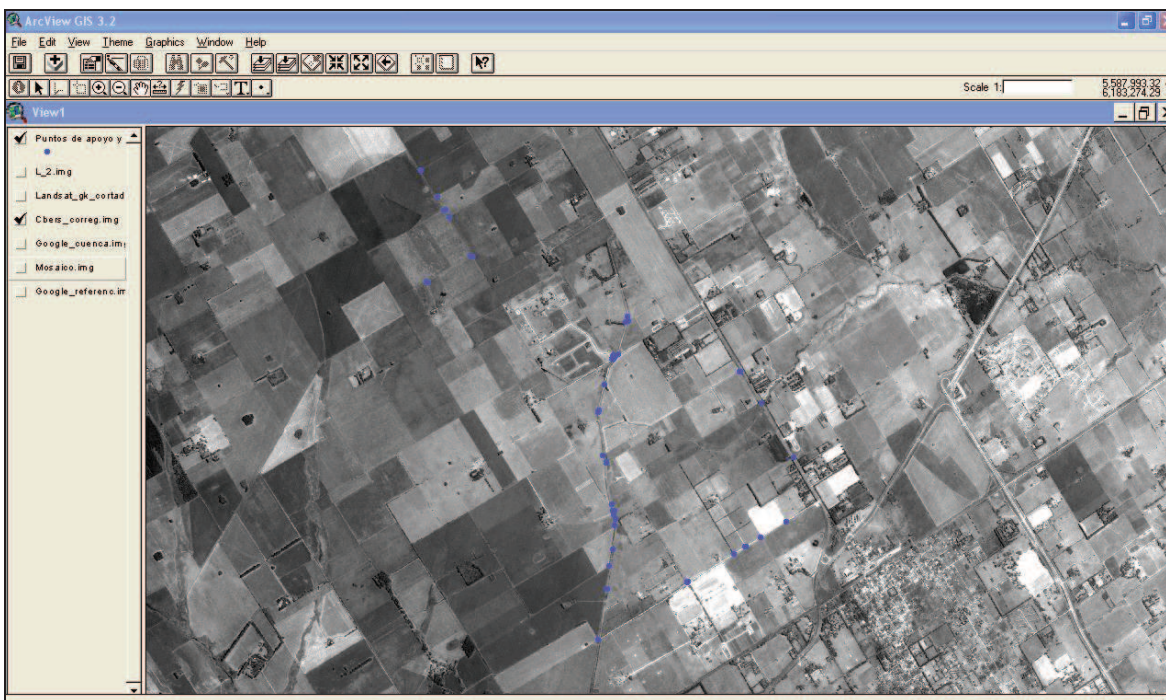 ArcView GIS 3.2
File Edit View Theme Graphics Window Help
Scale 1:
5,587,993.32
6,183,274.29
View1
Puntos de apoyo y
L_2.img
Landsat_gk_cortad
Cbers_correg.img
Google_cuenca.im
Mosaico.img
Google_referenc.im